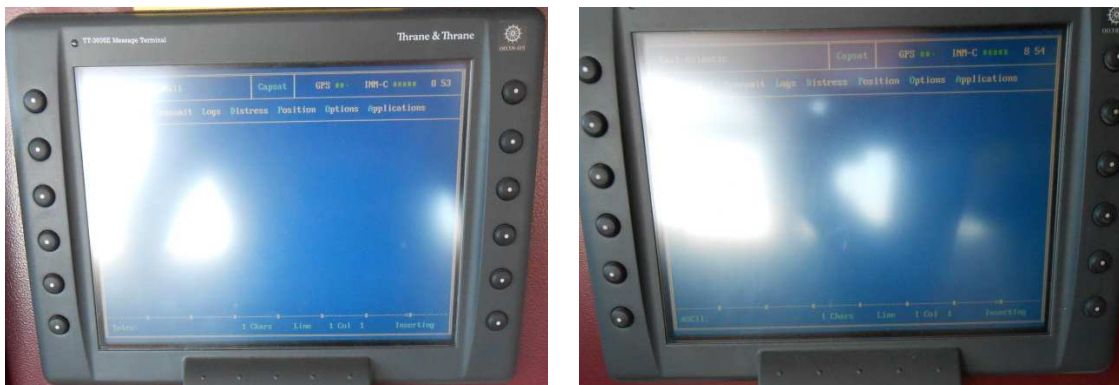 TT-3606E Message Terminal
Thrane & Thrane
Capsat GPS INM-C 8 53
Logs Distress Position Options Applications
Telex:
1 Chars Line 1 Col 1 Inserting
Capsat GPS INM-C 8 54
Logs Distress Position Options Applications
ASCII:
1 Chars Line 1 Col 1 Inserting